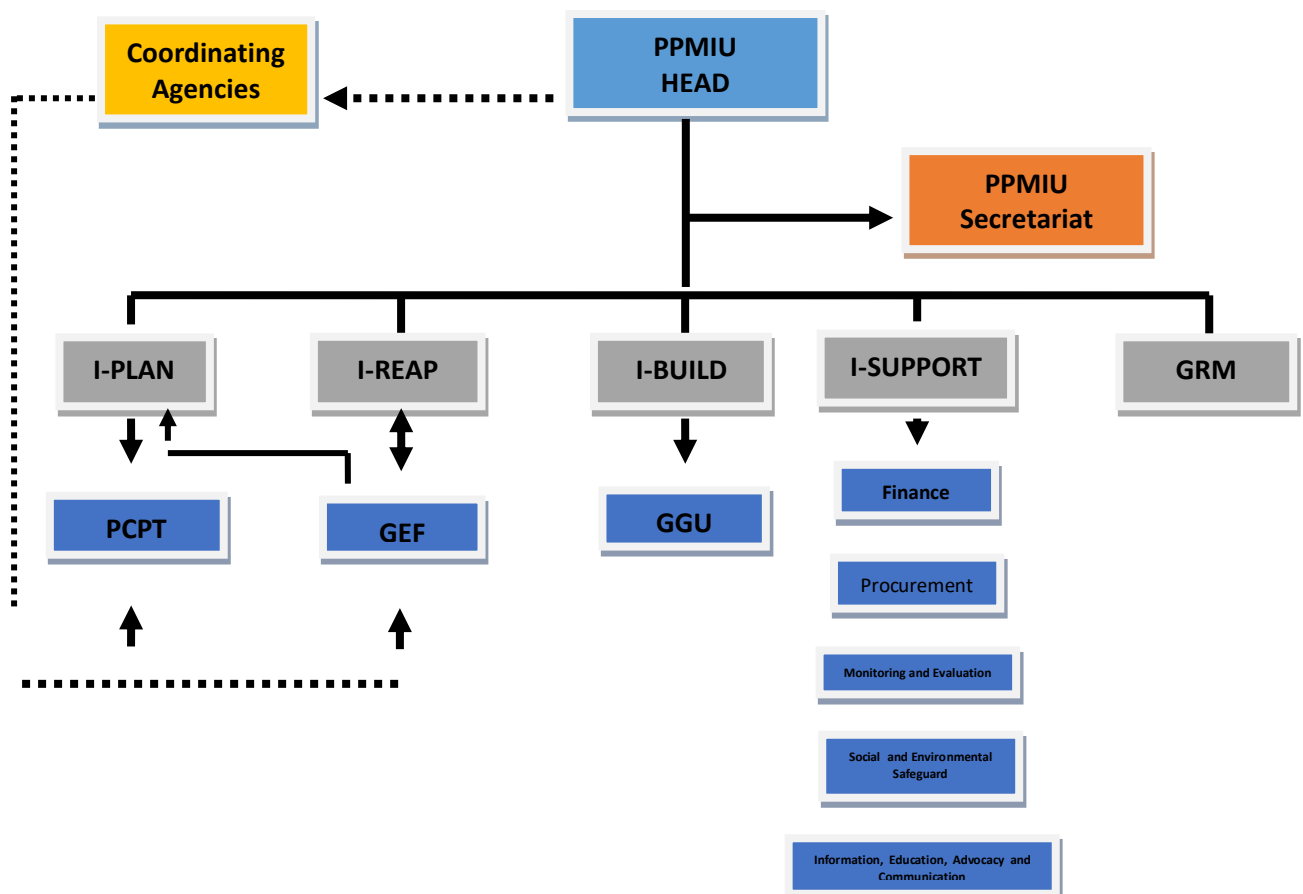 Coordinating
Agencies
PPMIU
HEAD
PPMIU
Secretariat
I-PLAN
I-REAP
I-BUILD
I-SUPPORT
GRM
PCPT
GEF
GGU
Finance
Procurement
Monitoring and Evaluation
Social and Environmental
Safeguard
Information, Education, Advocacy and
Communication